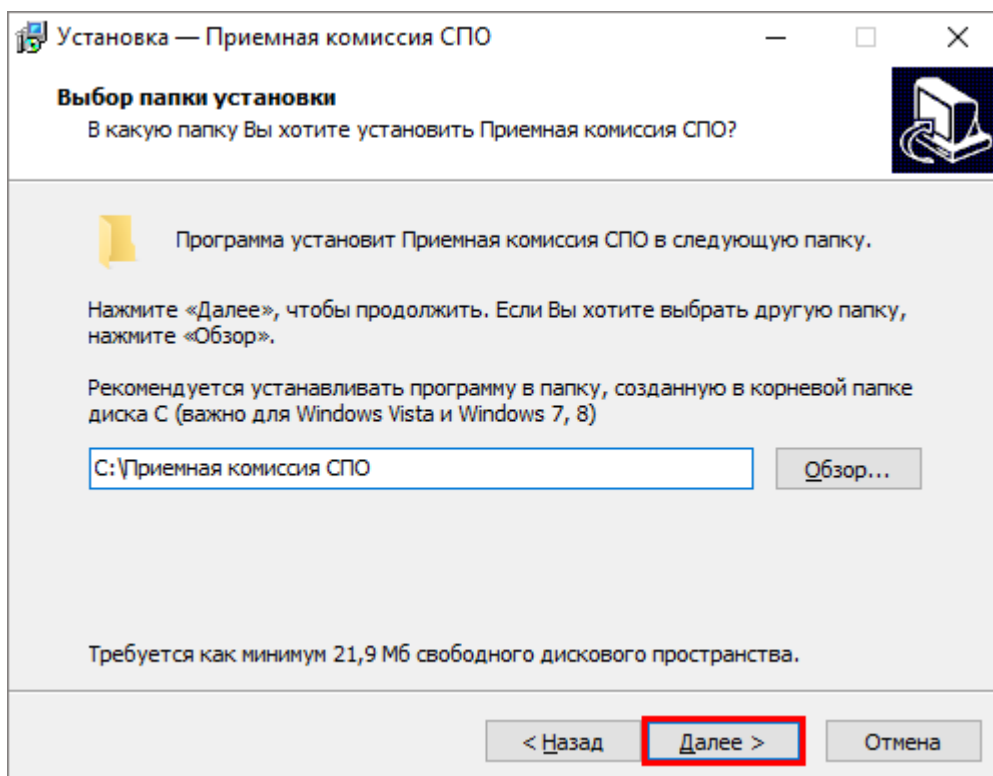 Установка — Приемная комиссия СПО
Выбор папки установки
В какую папку Вы хотите установить Приемная комиссия СПО?
Программа установит Приемная комиссия СПО в следующую папку.
Нажмите «Далее», чтобы продолжить. Если Вы хотите выбрать другую папку,
нажмите «Обзор».
Рекомендуется устанавливать программу в папку, созданную в корневой папке
диска С (важно для Windows Vista и Windows 7, 8)
C:\Приемная комиссия СПО
Обзор...
Требуется как минимум 21,9 Мб свободного дискового пространства.
< Назад
Далее >
Отмена